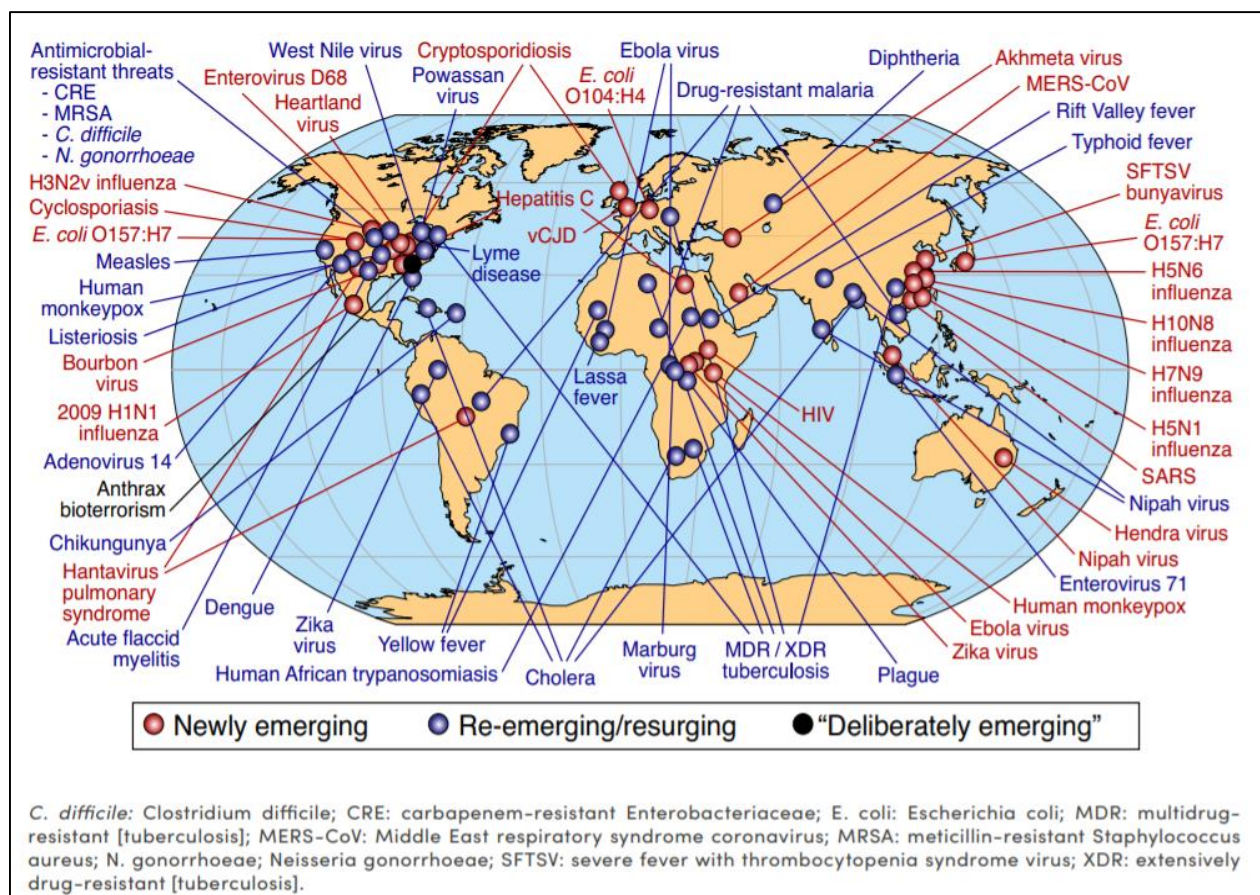 Antimicrobial-
resistant threats
- CRE
- MRSA
- C. difficile
- N. gonorrhoeae
H3N2v influenza
Cyclosporiasis
E. coli O157:H7
Measles
Human
monkeypox
Listeriosis
Bourbon
virus
2009 H1N1
influenza
Adenovirus 14
Anthrax
bioterrorism
Chikungunya
Hantavirus
pulmonary
syndrome
Acute flaccid
myelitis
Enterovirus D68
Heartland
virus
West Nile virus
Cryptosporidiosis
Powassan
virus
E. coli
O104:H4
Ebola virus
Drug-resistant malaria
Diphtheria
Akhmeta virus
MERS-CoV
Rift Valley fever
Typhoid fever
SFTSV
bunyavirus
E. coli
O157:H7
H5N6
influenza
H10N8
influenza
H7N9
influenza
H5N1
influenza
SARS
Nipah virus
Hendra virus
Nipah virus
Enterovirus 71
Human monkeypox
Ebola virus
Zika virus
Hepatitis C
vCJD
Lyme
disease
Lassa
fever
HIV
Dengue
Zika
virus
Yellow fever
Human African trypanosomiasis
Cholera
Marburg
virus
MDR / XDR
tuberculosis
Plague
Newly emerging
Re-emerging/resurging
“Deliberately emerging”
C. difficile: Clostridium difficile; CRE: carbapenem-resistant Enterobacteriaceae; E. coli: Escherichia coli; MDR: multidrug-
resistant [tuberculosis]; MERS-CoV: Middle East respiratory syndrome coronavirus; MRSA: meticillin-resistant Staphylococcus
aureus; N. gonorrhoeae; Neisseria gonorrhoeae; SFTSV: severe fever with thrombocytopenia syndrome virus; XDR: extensively
drug-resistant [tuberculosis].